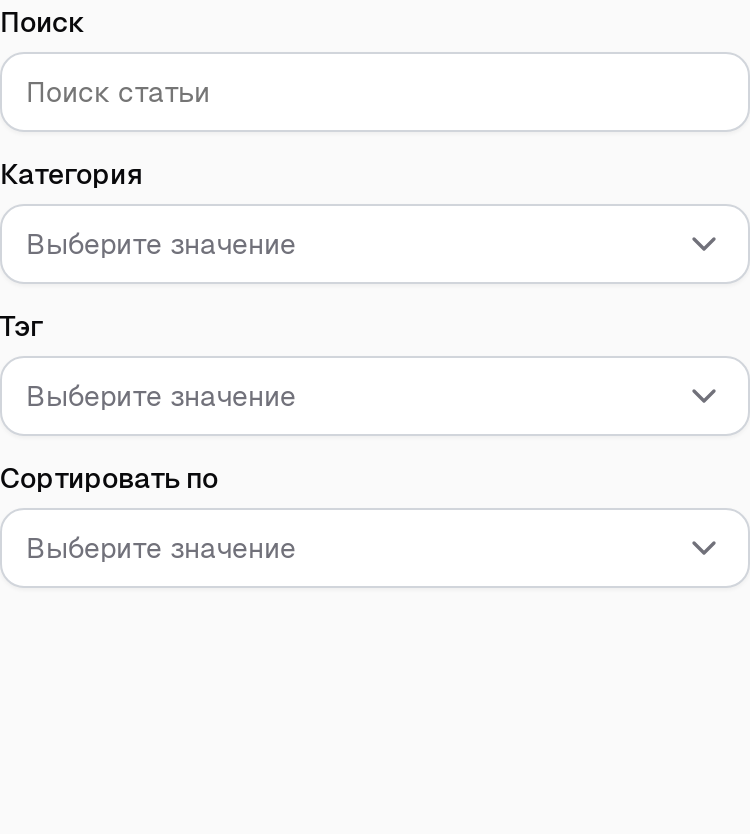 Поиск
Поиск статьи
Категория
Выберите значение
Тэг
Выберите значение
Сортировать по
Выберите значение